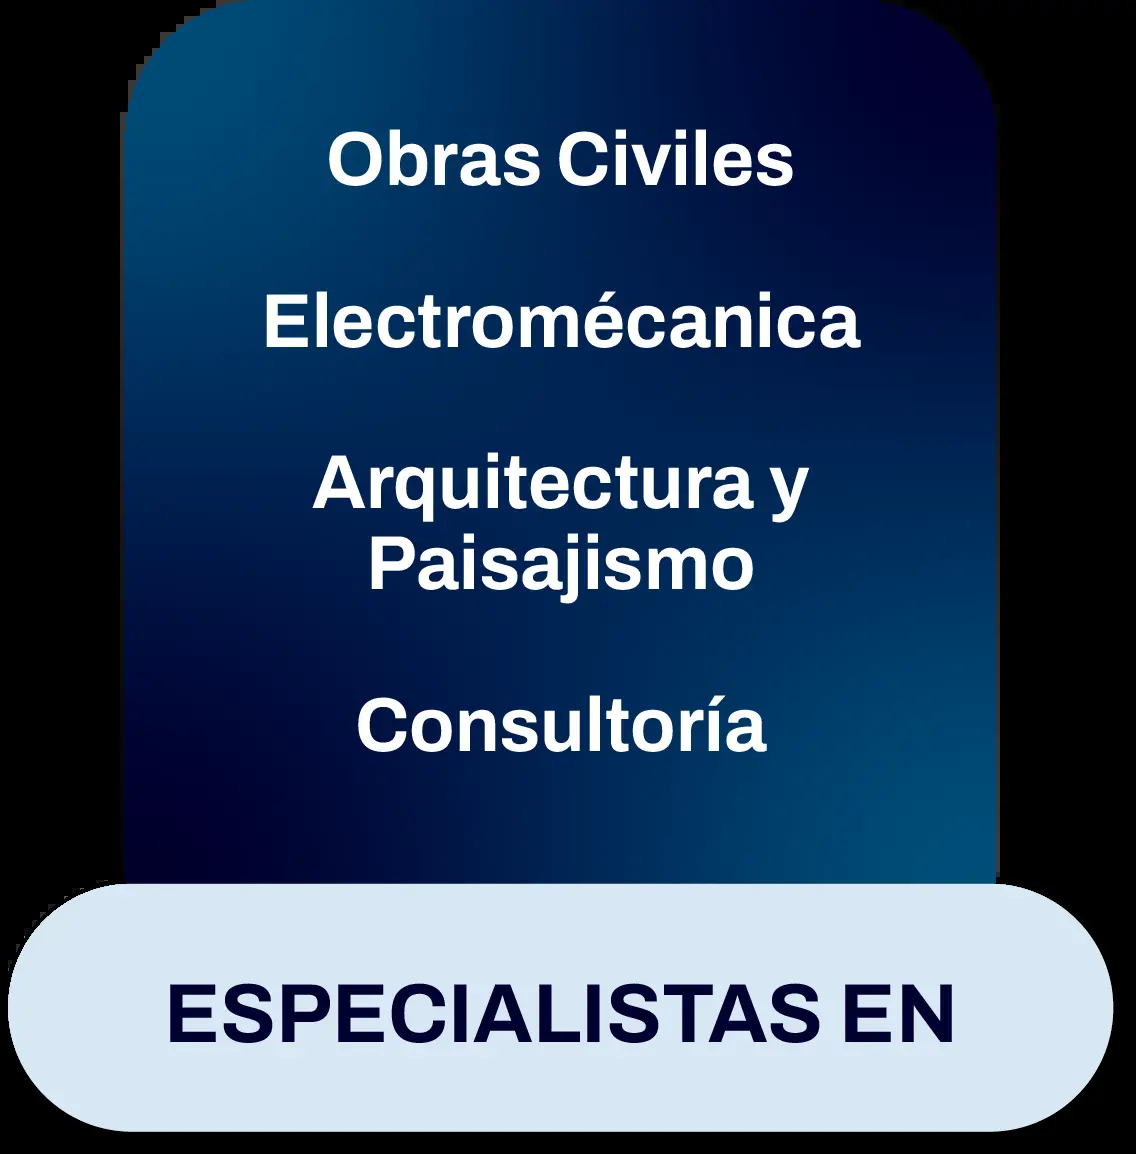 Obras Civiles
Electromécanica
Arquitectura y
Paisajismo
Consultoría
ESPECIALISTAS EN